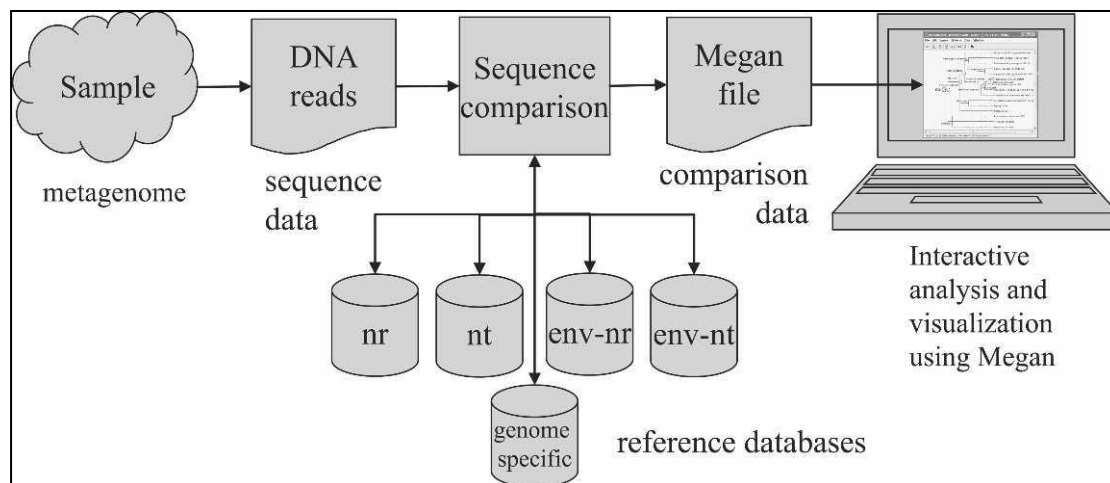 Sample
metagenome
DNA
reads
sequence
data
Sequence
comparison
Megan
file
comparison
data
nr
nt
env-nr
env-nt
genome
specific
reference databases
Interactive
analysis and
visualization
using Megan